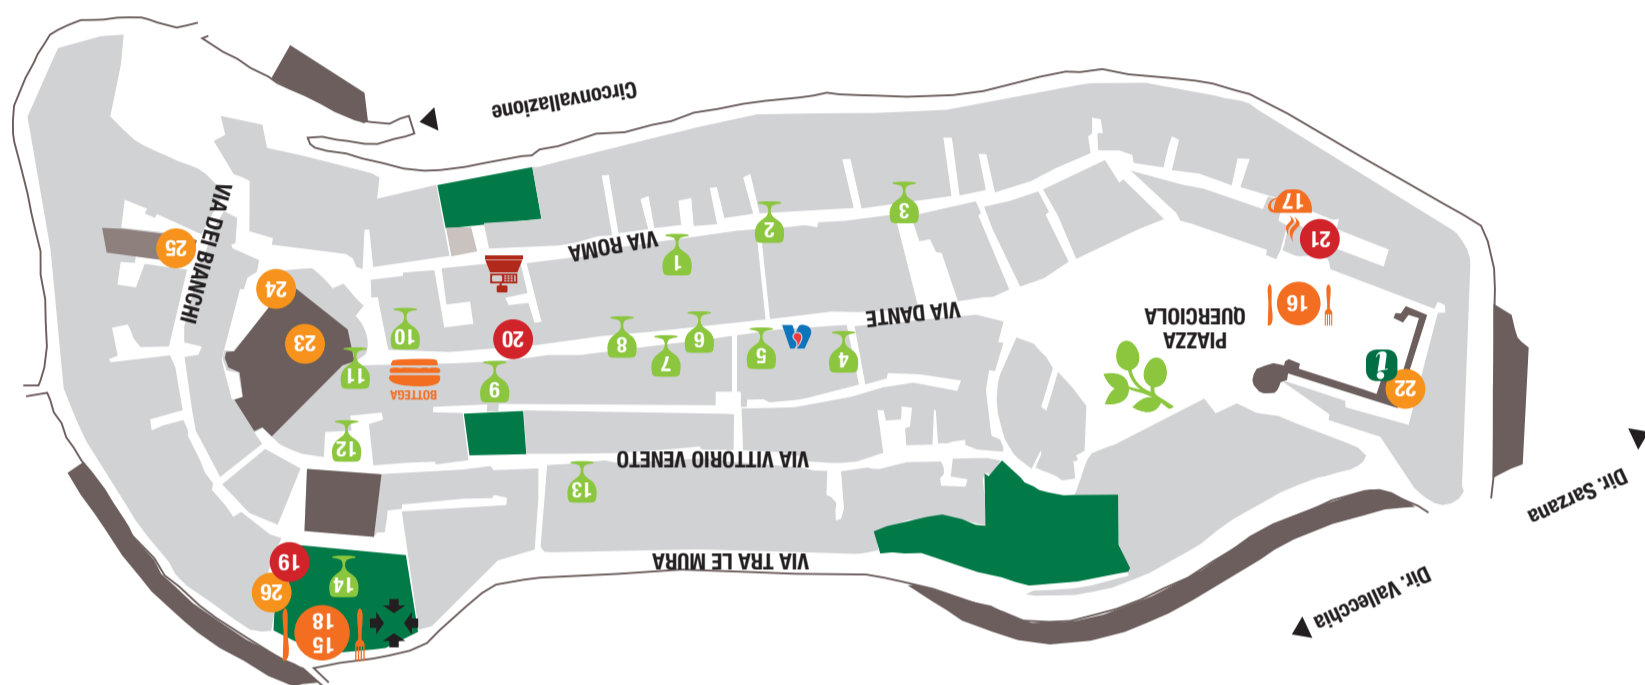 15
18
Dir. Vallecchia
26
14
19
VIA TRA LE MURA
Dir. Sarzana
13
VIA VITTORIO VENETO
12
22
i
BOTTEGA
9
11
7
4
5
8
6
10
20
23
PIAZZA
QUERCIOLA
VIA DANTE
16
24
1
VIA ROMA
25
VIA DEI BIANCHI
21
2
3
17
Circonvallazione